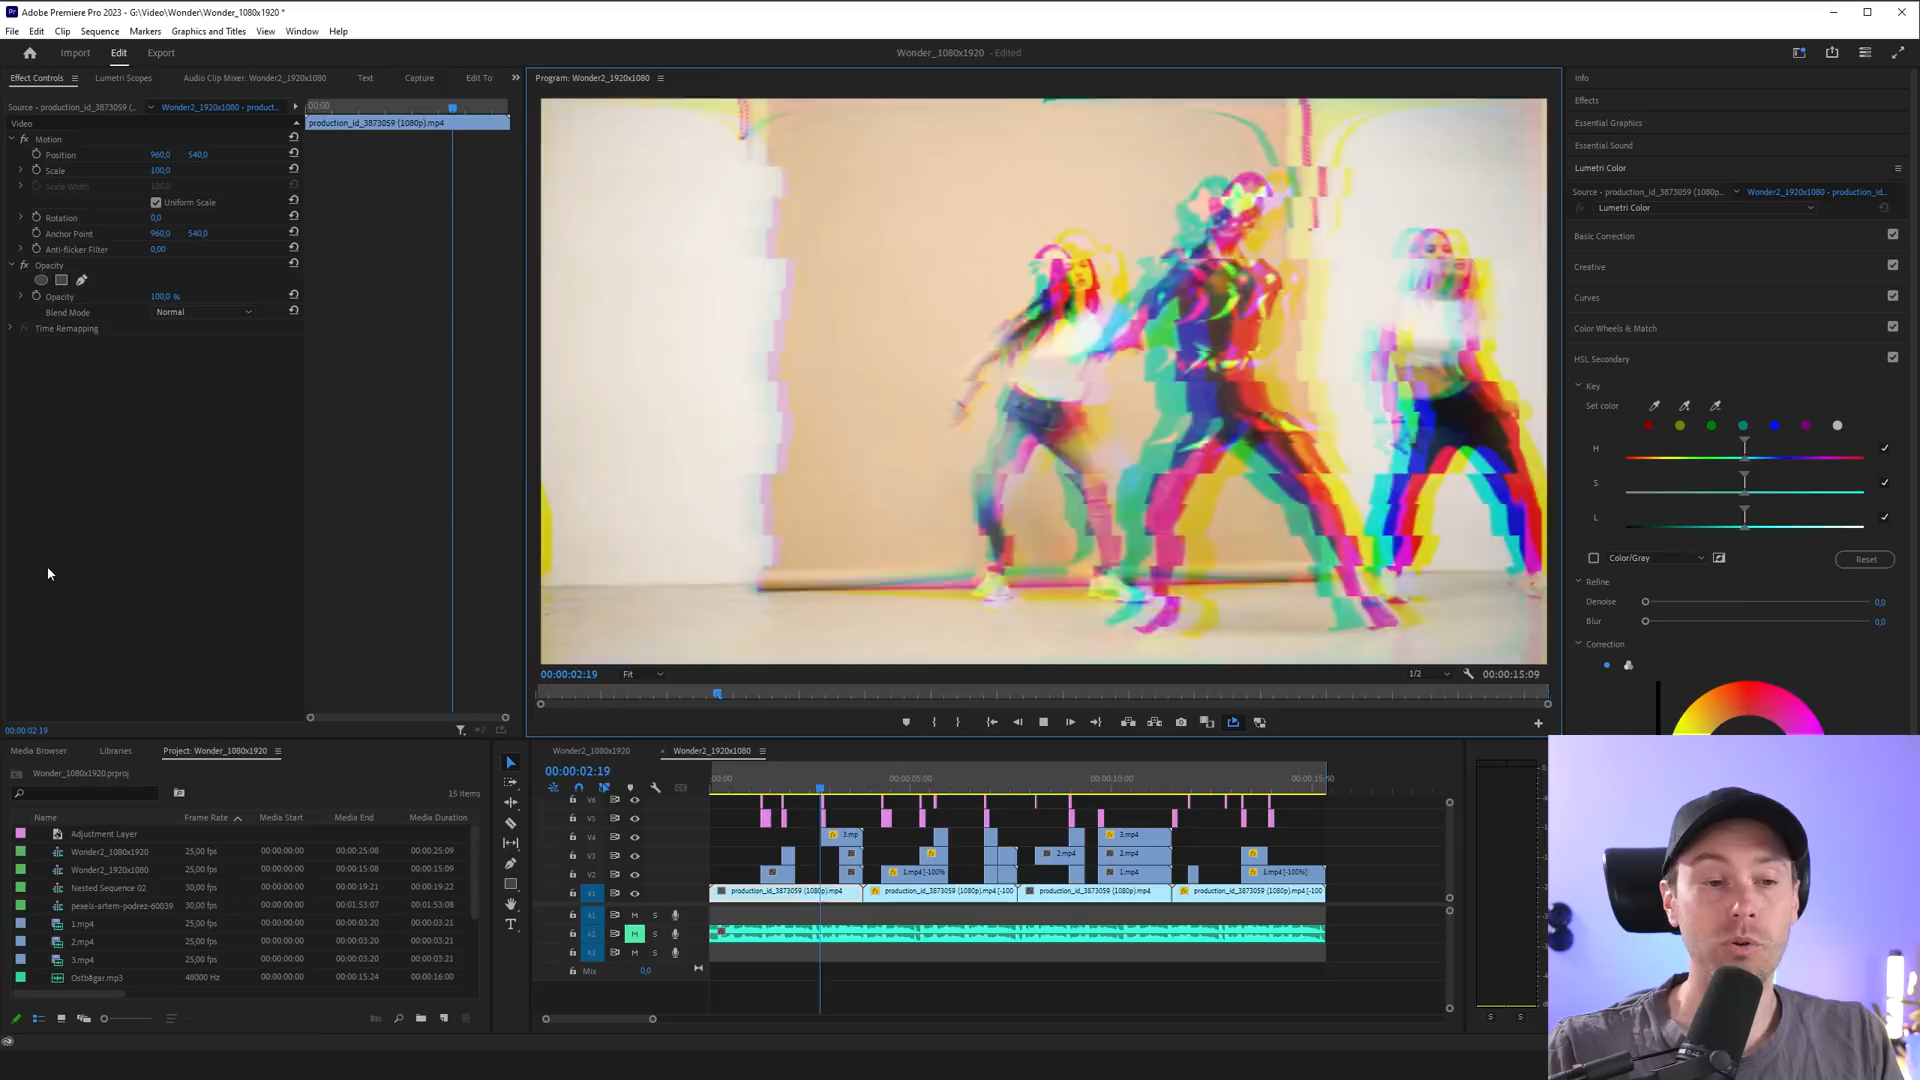 Adobe Premiere Pro 2023 - G:\Video\Wonder\Wonder_1080x1920 *
File Edit Clip Sequence Markers Graphics and Titles View Window Help
Import Edit Export
Wonder_1080x1920 - Edited
Effect Controls Lumetri Scopes Audio Clip Mixer: Wonder2_1920x1080 Text Capture Edit To
Source • production_id_3873059 (... Wonder2_1920x1080 • product...
:00:00
Video
production_id_3873059 (1080p).mp4
fx Motion
Position 960,0 540,0
Scale 100,0
Scale Width 100,0
Uniform Scale
Rotation 0,0
Anchor Point 960,0 540,0
Anti-flicker Filter 0,00
fx Opacity
Opacity 100,0 %
Blend Mode Normal
Time Remapping
00:00:02:19
Program: Wonder2_1920x1080
00:00:02:19 Fit 1/2 00:00:15:09
Info
Effects
Essential Graphics
Essential Sound
Lumetri Color
Source • production_id_3873059 (1080p... Wonder2_1920x1080 • production_id...
fx Lumetri Color
Basic Correction
Creative
Curves
Color Wheels & Match
HSL Secondary
Key
Set color
H
S
L
Color/Gray Reset
Refine
Denoise 0,0
Blur 0,0
Correction
Media Browser Libraries Project: Wonder_1080x1920
Wonder_1080x1920.prproj
15 items
Name Frame Rate Media Start Media End Media Duration
Adjustment Layer
Wonder2_1080x1920 25,00 fps 00:00:00:00 00:00:25:08 00:00:25:09
Wonder2_1920x1080 25,00 fps 00:00:00:00 00:00:15:08 00:00:15:09
Nested Sequence 02 30,00 fps 00:00:00:00 00:00:19:21 00:00:19:22
pexels-artem-podrez-60039 30,00 fps 00:00:00:00 00:01:53:07 00:01:53:08
1.mp4 25,00 fps 00:00:00:00 00:00:03:20 00:00:03:21
2.mp4 25,00 fps 00:00:00:00 00:00:03:20 00:00:03:21
3.mp4 25,00 fps 00:00:00:00 00:00:03:20 00:00:03:21
Ostbågar.mp3 48000 Hz 00:00:00:00 00:00:15:24 00:00:16:00
Wonder2_1080x1920 Wonder2_1920x1080
00:00:02:19
:00:00 00:00:05:00 00:00:10:00 00:00:15:00
V6
V5
V4 3.mp 3.mp4
V3 2.mp4 2.mp4
V2 1.mp4 [-100% 1.mp4 1.mp4 [-100%]
V1 production_id_3873059 (1080p).mp4 production_id_3873059 (1080p).mp4 [-100 production_id_3873059 (1080p).mp4 production_id_3873059 (1080p).mp4 [-100
A1 M S
A2 M S
A3 M S
Mix 0,0
S S